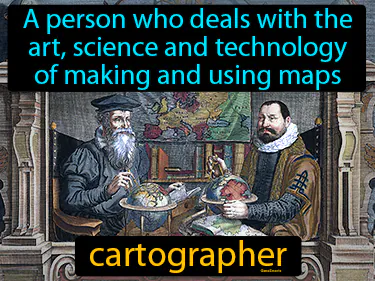 A person who deals with the
art, science and technology
of making and using maps
cartographer